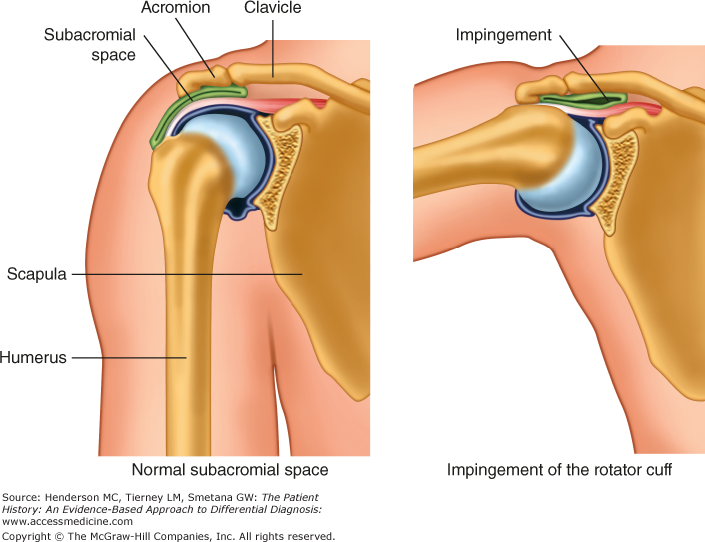 Acromion
Clavicle
Subacromial
space
Impingement
Scapula
Humerus
Normal subacromial space
Impingement of the rotator cuff
Source: Henderson MC, Tierney LM, Smetana GW: The Patient
History: An Evidence-Based Approach to Differential Diagnosis:
www.accessmedicine.com
Copyright © The McGraw-Hill Companies, Inc. All rights reserved.